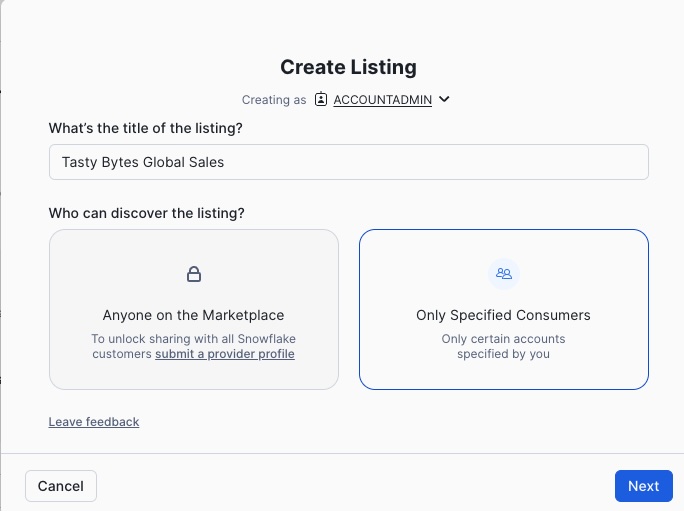 Create Listing
Creating as ACCOUNTADMIN
What's the title of the listing?
Tasty Bytes Global Sales
Who can discover the listing?
Anyone on the Marketplace
To unlock sharing with all Snowflake
customers submit a provider profile
Only Specified Consumers
Only certain accounts
specified by you
Leave feedback
Cancel
Next